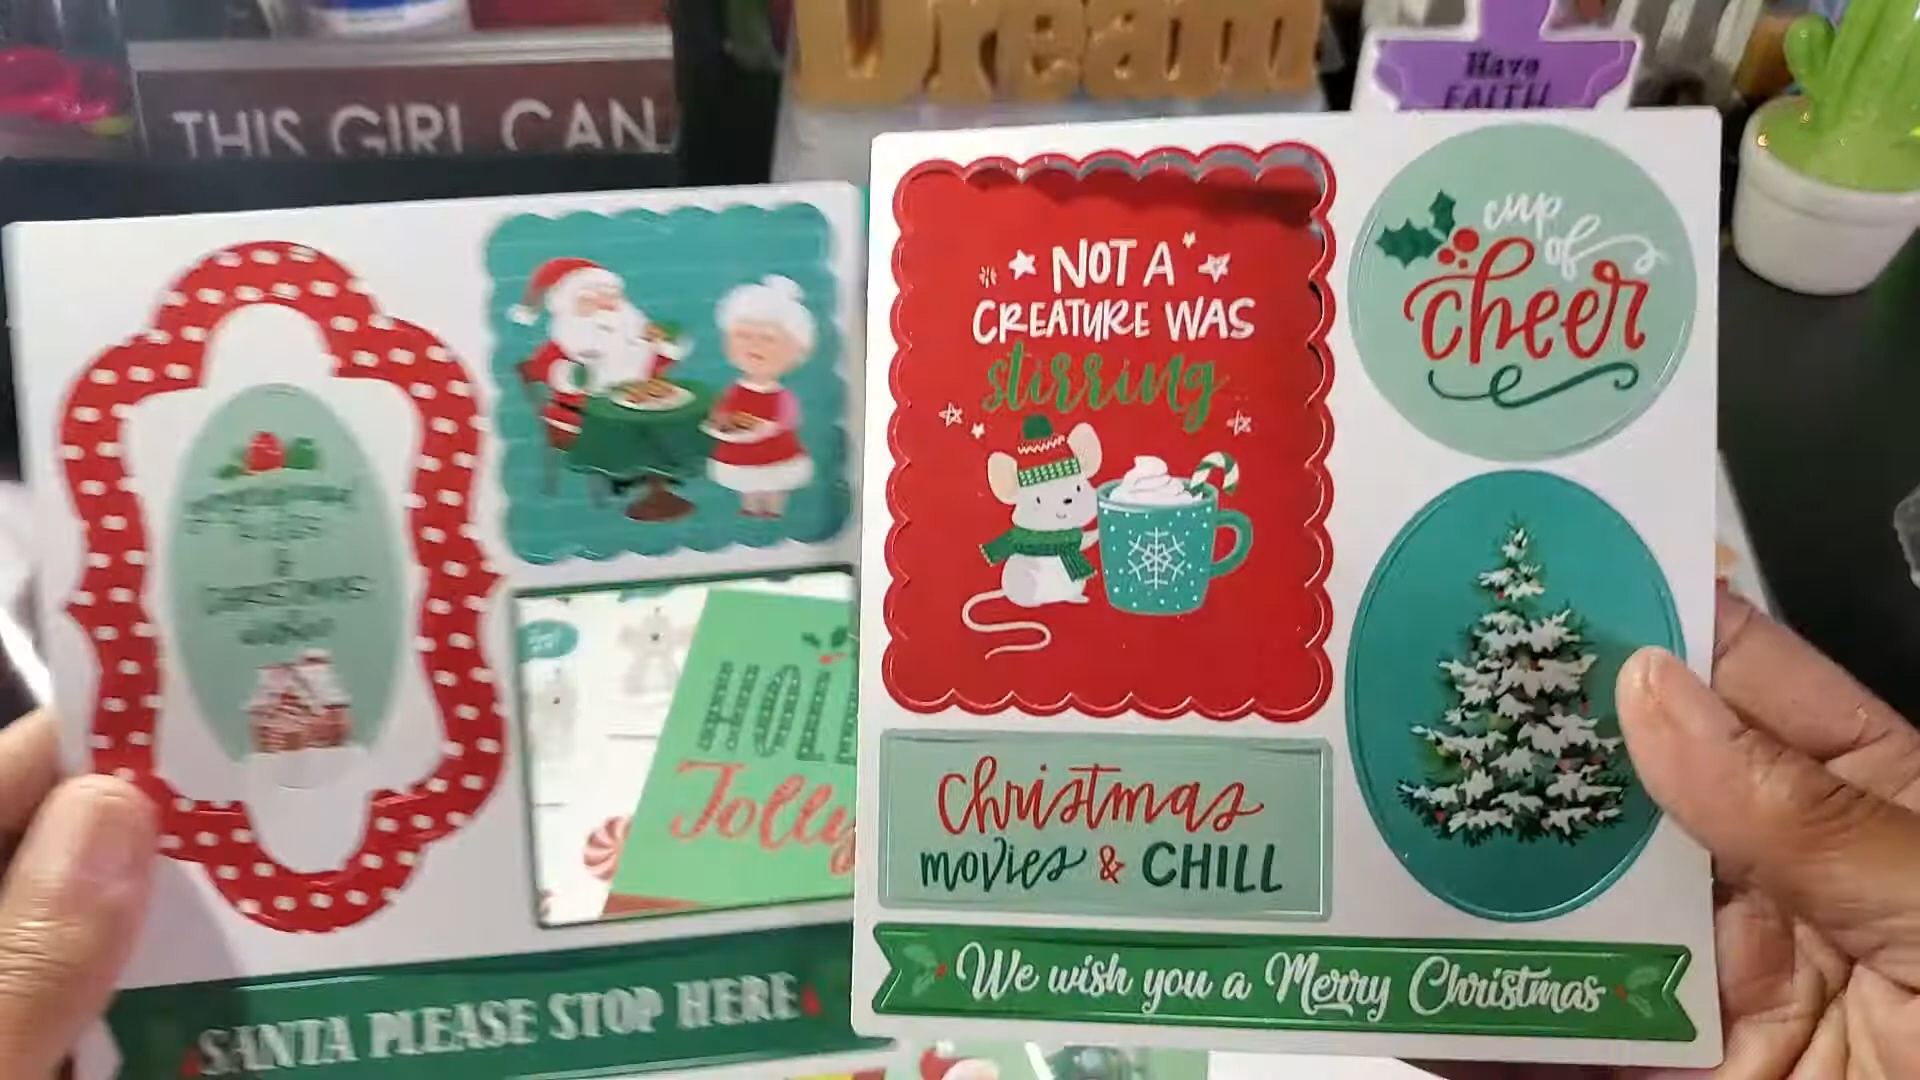 Dream
Have
FAITH
THIS GIRL CAN
NOT A
CREATURE WAS
stirring
cup
of
cheer
CHRISTMAS
Jolly
Christmas
movies & CHILL
We wish you a Merry Christmas
SANTA PLEASE STOP HERE